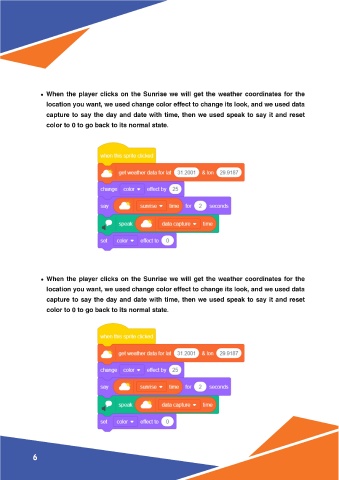 • When the player clicks on the Sunrise we will get the weather coordinates for the
location you want, we used change color effect to change its look, and we used data
capture to say the day and date with time, then we used speak to say it and reset
color to 0 to go back to its normal state.
when this sprite clicked
get weather data for lat 31.2001 & lon 29.9187
change color effect by 25
say sunrise time for 2 seconds
speak data capture time
set color effect to 0
• When the player clicks on the Sunrise we will get the weather coordinates for the
location you want, we used change color effect to change its look, and we used data
capture to say the day and date with time, then we used speak to say it and reset
color to 0 to go back to its normal state.
when this sprite clicked
get weather data for lat 31.2001 & lon 29.9187
change color effect by 25
say sunrise time for 2 seconds
speak data capture time
set color effect to 0
6